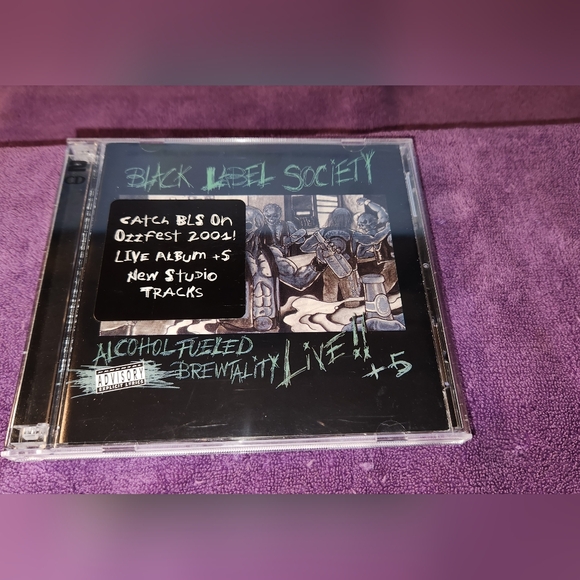 BLACK LABEL SOCIETY
CATCH BLS ON
OZZFEST 2001!
LIVE ALBUM +5
NEW STUDIO
TRACKS
ALCOHOL FUELED
BREWTALITY LIVE!! +5
ADVISORY
EXPLICIT LYRICS